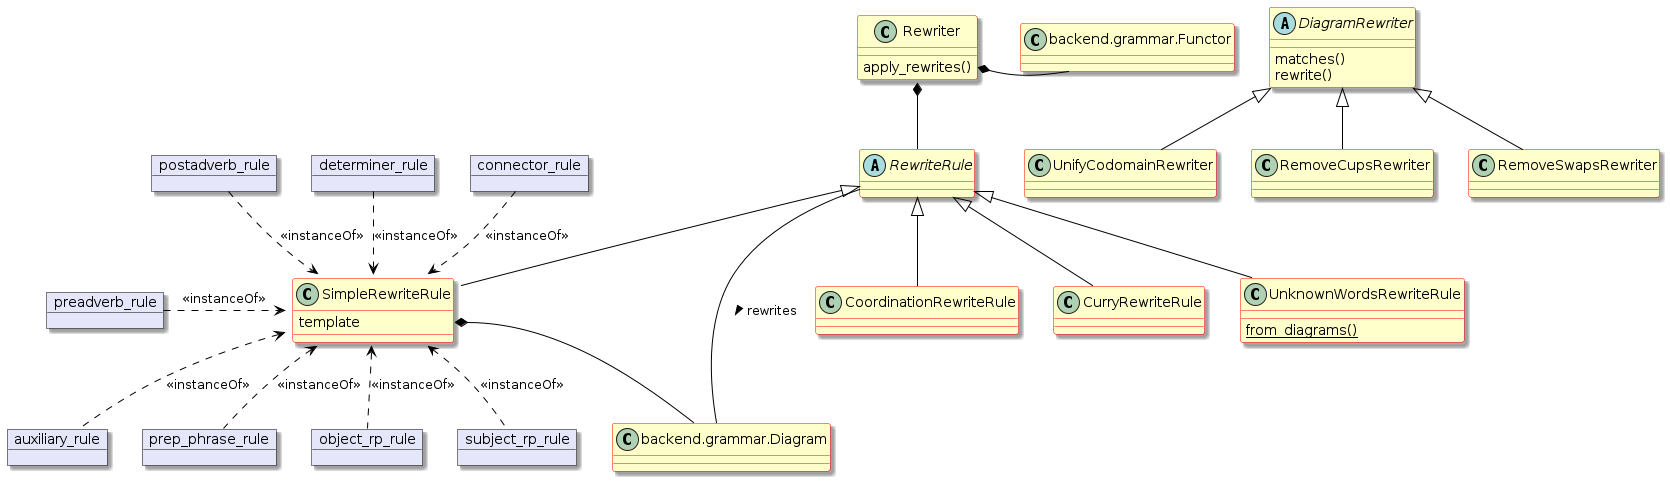 C Rewriter
apply_rewrites()
C backend.grammar.Functor
A DiagramRewriter
matches()
rewrite()
postadverb_rule
determiner_rule
connector_rule
A RewriteRule
C UnifyCodomainRewriter
C RemoveCupsRewriter
C RemoveSwapsRewriter
«instanceOf»
«instanceOf»
«instanceOf»
preadverb_rule
«instanceOf»
C SimpleRewriteRule
template
rewrites
C CoordinationRewriteRule
C CurryRewriteRule
C UnknownWordsRewriteRule
from_diagrams()
«instanceOf»
«instanceOf»
«instanceOf»
«instanceOf»
auxiliary_rule
prep_phrase_rule
object_rp_rule
subject_rp_rule
C backend.grammar.Diagram